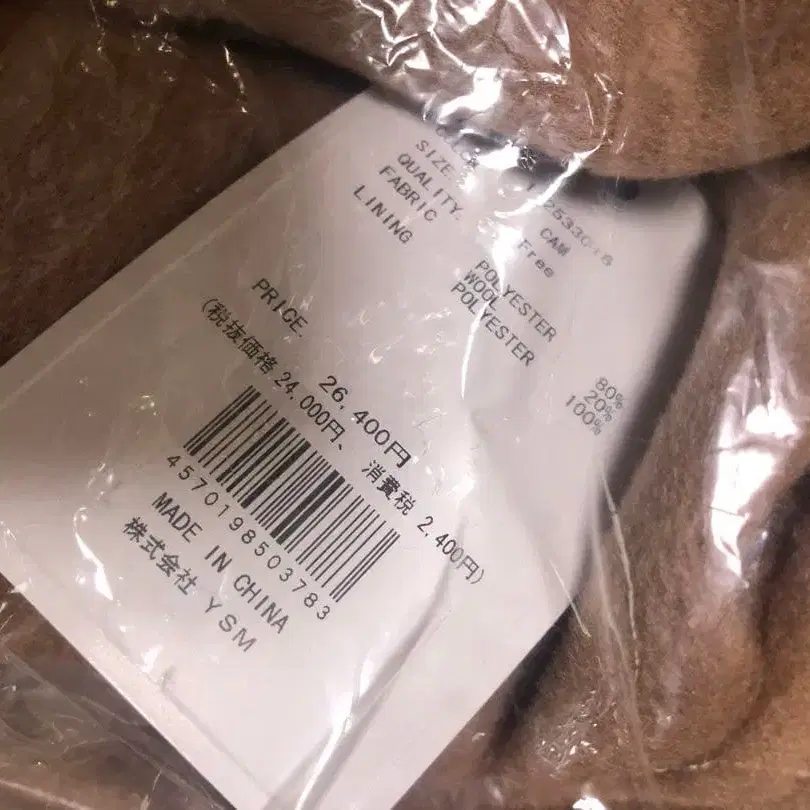 SIZE. CAM
QUALITY. Free
FABRIC POLYESTER 80%
WOOL 20%
LINING POLYESTER 100%
PRICE. 26,400円
(税抜価格 24,000円、 消費税 2,400円)
4570198503783
MADE IN CHINA
株式会社 YSM